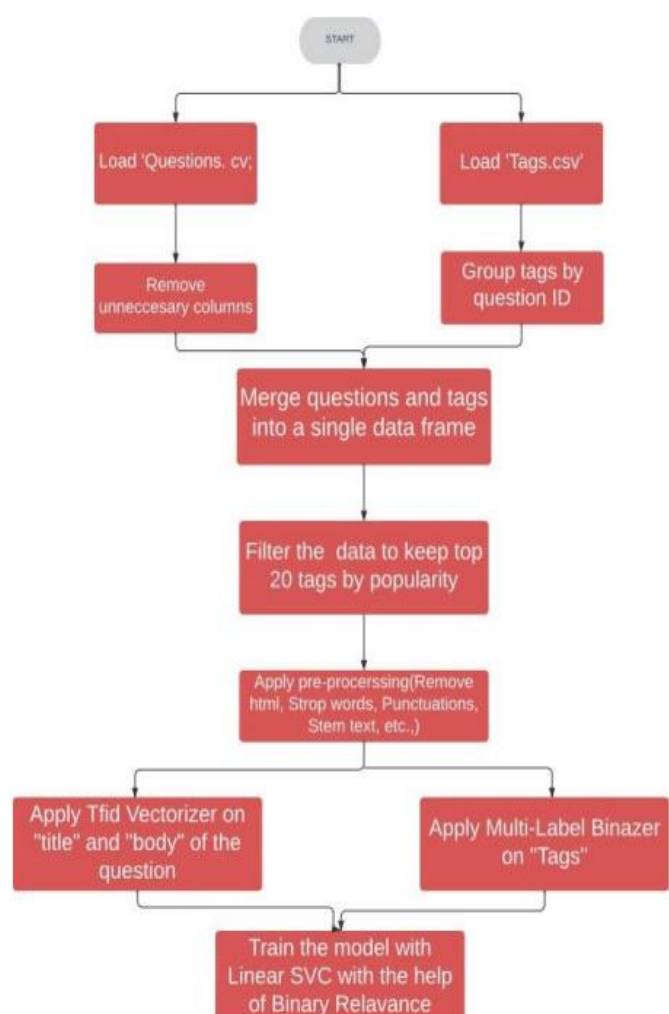 START
Load 'Questions. cv;
Load 'Tags.csv'
Remove
unneccesary columns
Group tags by
question ID
Merge questions and tags
into a single data frame
Filter the data to keep top
20 tags by popularity
Apply pre-procerssing(Remove
html, Strop words, Punctuations,
Stem text, etc.,)
Apply Tfid Vectorizer on
"title" and "body" of the
question
Apply Multi-Label Binazer
on "Tags"
Train the model with
Linear SVC with the help
of Binary Relavance